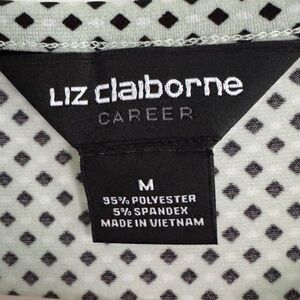 Liz claiborne
CAREER
M
95% POLYESTER
5% SPANDEX
MADE IN VIETNAM